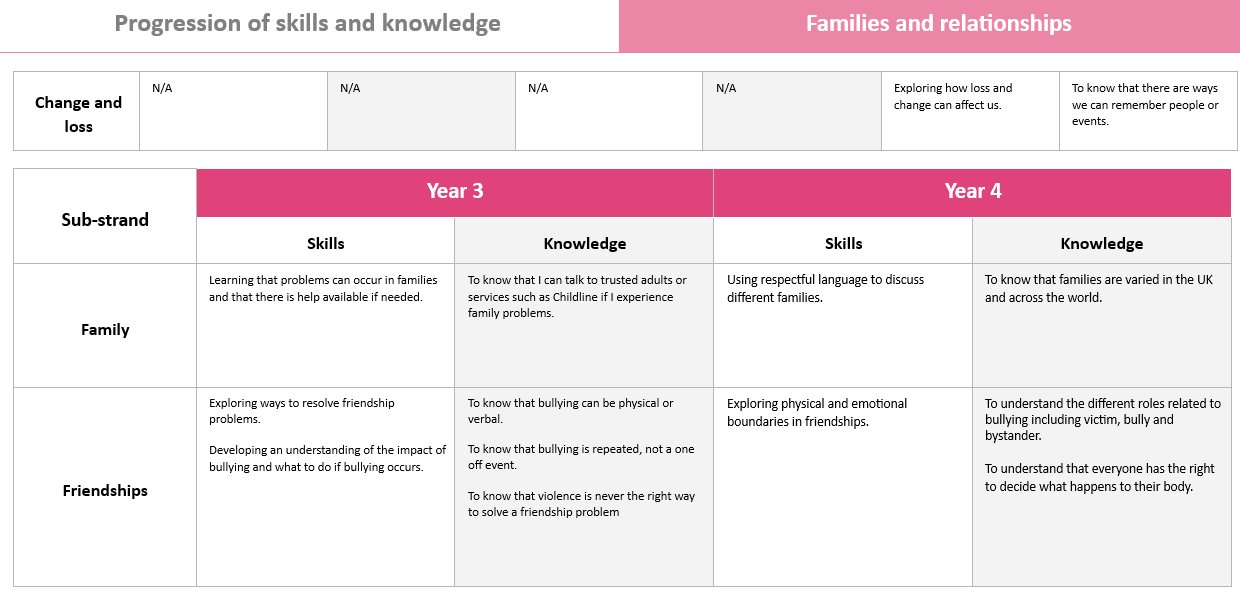 Progression of skills and knowledge
Families and relationships
Change and
loss
N/A
N/A
N/A
N/A
Exploring how loss and
change can affect us.
To know that there are ways
we can remember people or
events.
Sub-strand
Year 3
Year 4
Skills
Knowledge
Skills
Knowledge
Family
Learning that problems can occur in families
and that there is help available if needed.
To know that I can talk to trusted adults or
services such as Childline if I experience
family problems.
Using respectful language to discuss
different families.
To know that families are varied in the UK
and across the world.
Friendships
Exploring ways to resolve friendship
problems.
Developing an understanding of the impact of
bullying and what to do if bullying occurs.
To know that bullying can be physical or
verbal.
To know that bullying is repeated, not a one
off event.
To know that violence is never the right way
to solve a friendship problem
Exploring physical and emotional
boundaries in friendships.
To understand the different roles related to
bullying including victim, bully and
bystander.
To understand that everyone has the right
to decide what happens to their body.